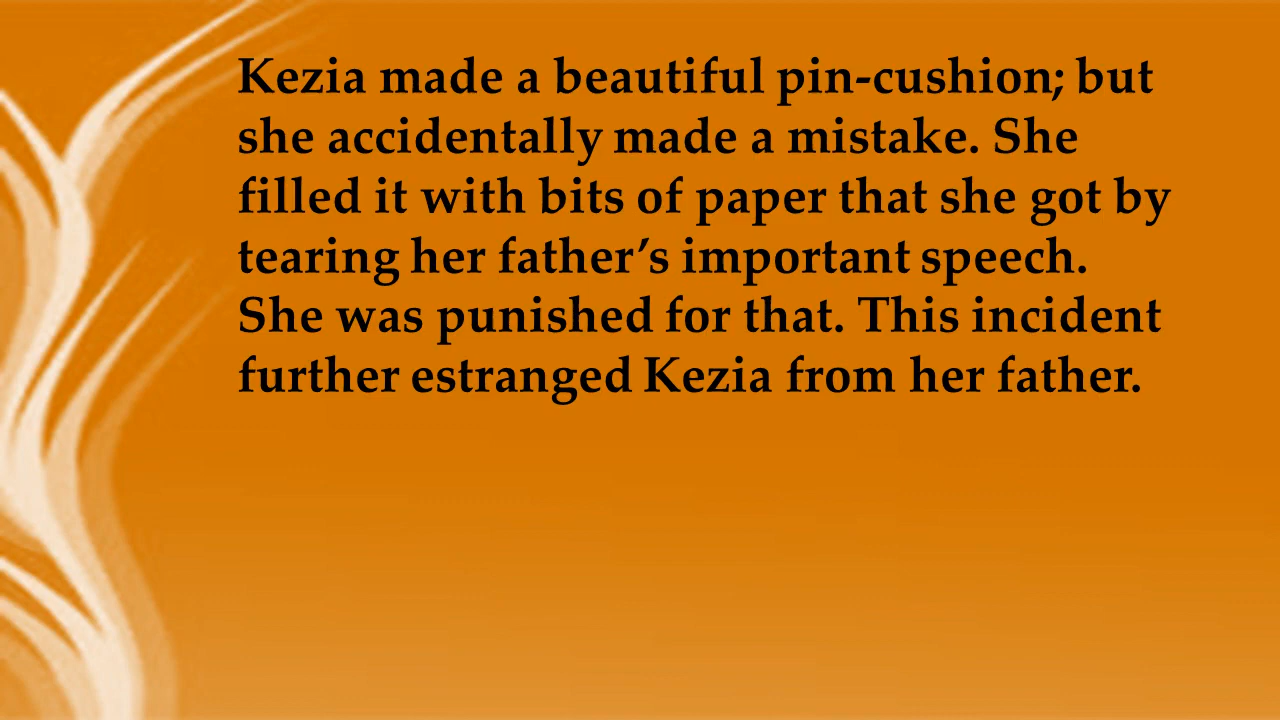 Kezia made a beautiful pin-cushion; but
she accidentally made a mistake. She
filled it with bits of paper that she got by
tearing her father’s important speech.
She was punished for that. This incident
further estranged Kezia from her father.